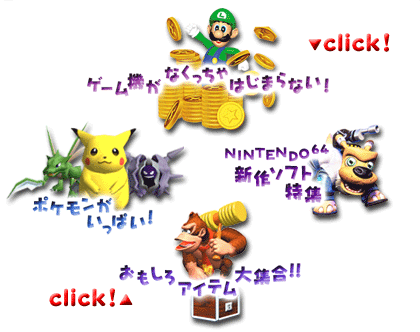 ▼click!
ゲーム機がなくっちゃはじまらない!
NINTENDO64
新作ソフト
特集
ポケモンが
いっぱい!
おもしろ
アイテム大集合!!
click!▲